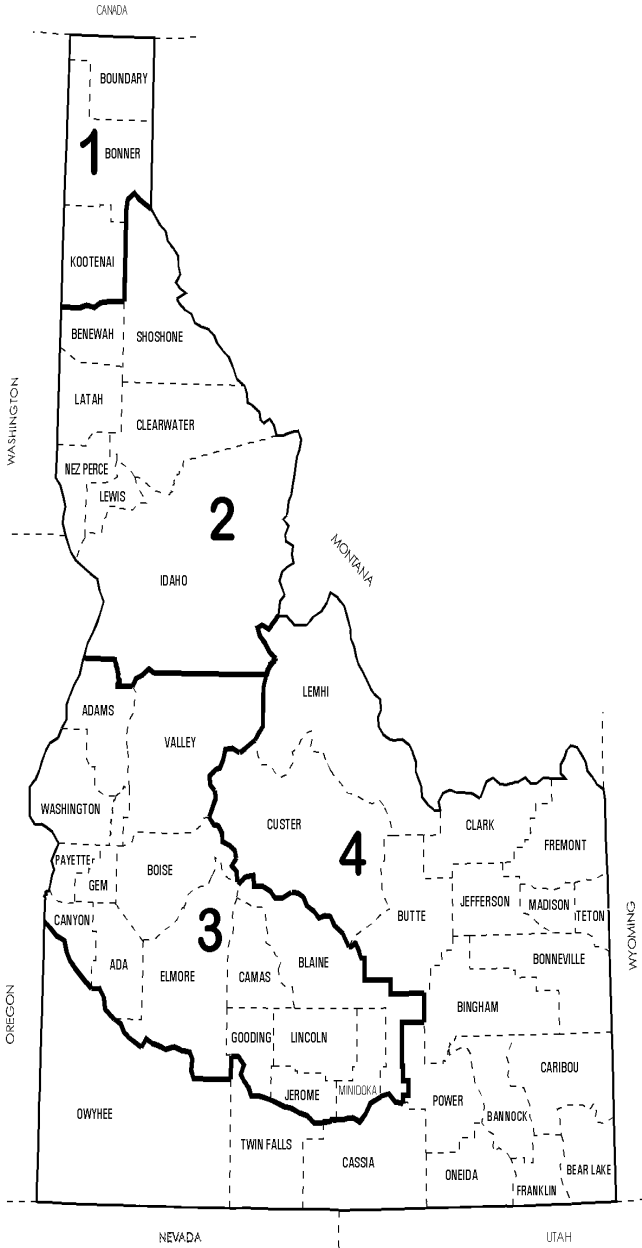 CANADA
BOUNDARY
1
BONNER
KOOTENAI
BENEWAH
SHOSHONE
WASHINGTON
LATAH
CLEARWATER
NEZ PERCE
LEWIS
2
MONTANA
IDAHO
LEMHI
ADAMS
VALLEY
WASHINGTON
CUSTER
CLARK
FREMONT
4
PAYETTE
BOISE
GEM
JEFFERSON
MADISON
TETON
CANYON
BUTTE
3
WYOMING
ADA
ELMORE
CAMAS
BLAINE
BONNEVILLE
BINGHAM
OREGON
GOODING
LINCOLN
CARIBOU
JEROME
MINIDOKA
POWER
OWYHEE
BANNOCK
TWIN FALLS
CASSIA
ONEIDA
BEAR LAKE
FRANKLIN
NEVADA
UTAH